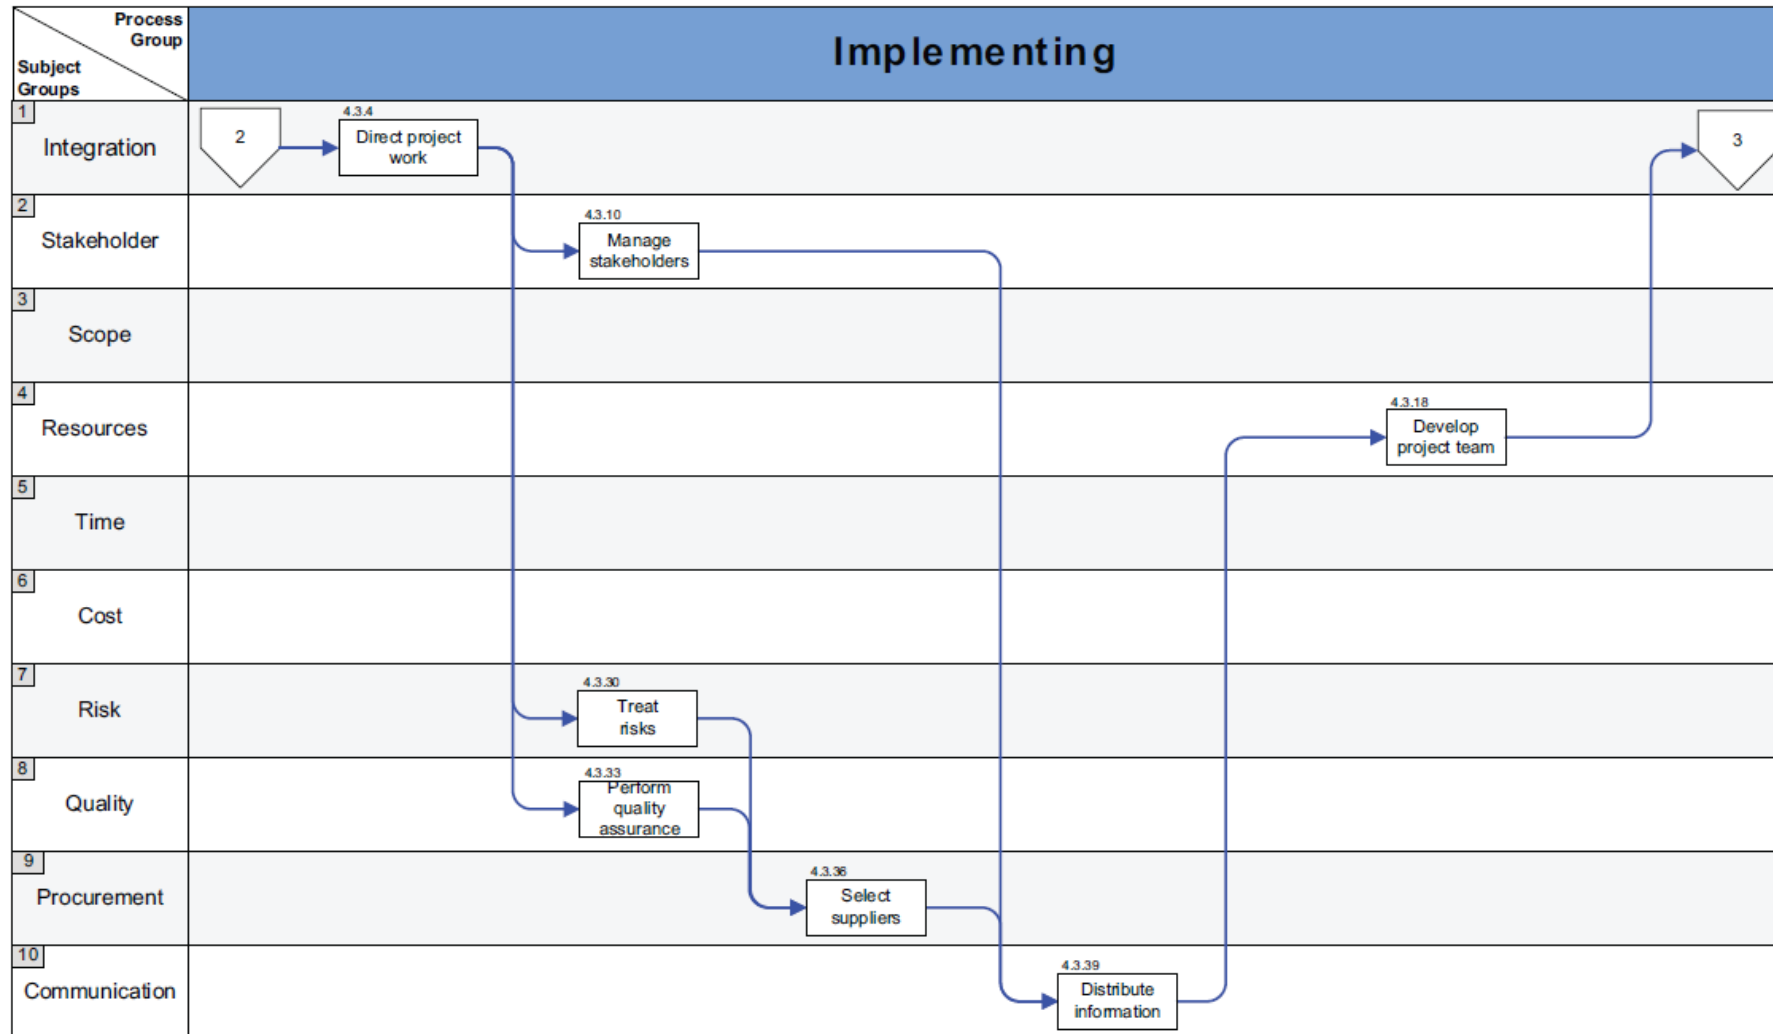 Process
Group
Subject
Groups
Implementing
1
Integration
2
4.3.4
Direct project
work
3
2
Stakeholder
4.3.10
Manage
stakeholders
3
Scope
4
Resources
4.3.18
Develop
project team
5
Time
6
Cost
7
Risk
4.3.30
Treat
risks
8
Quality
4.3.33
Perform
quality
assurance
9
Procurement
4.3.36
Select
suppliers
10
Communication
4.3.39
Distribute
information